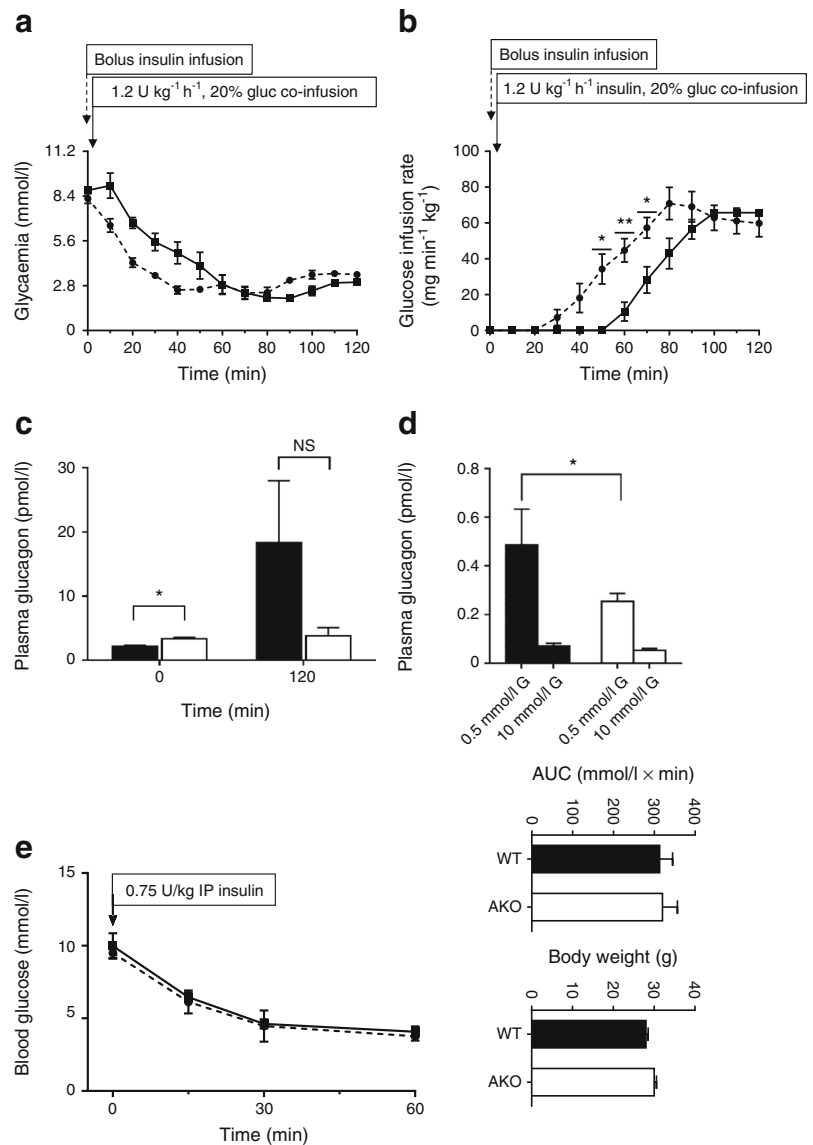 a
Bolus insulin infusion
1.2 U kg⁻¹ h⁻¹, 20% gluc co-infusion
Glycaemia (mmol/l)
11.2
8.4
5.6
2.8
0
0 20 40 60 80 100 120
Time (min)
b
Bolus insulin infusion
1.2 U kg⁻¹ h⁻¹ insulin, 20% gluc co-infusion
Glucose infusion rate
(mg min⁻¹ kg⁻¹)
100
80
60
40
20
0
* ** *
0 20 40 60 80 100 120
Time (min)
c
Plasma glucagon (pmol/l)
30
20
10
0
*
NS
0 120
Time (min)
d
Plasma glucagon (pmol/l)
0.8
0.6
0.4
0.2
0
*
0.5 mmol/l G
10 mmol/l G
0.5 mmol/l G
10 mmol/l G
e
Blood glucose (mmol/l)
15
10
5
0
0.75 U/kg IP insulin
0 30 60
Time (min)
AUC (mmol/l × min)
0 100 200 300 400
WT
AKO
Body weight (g)
0 10 20 30 40
WT
AKO